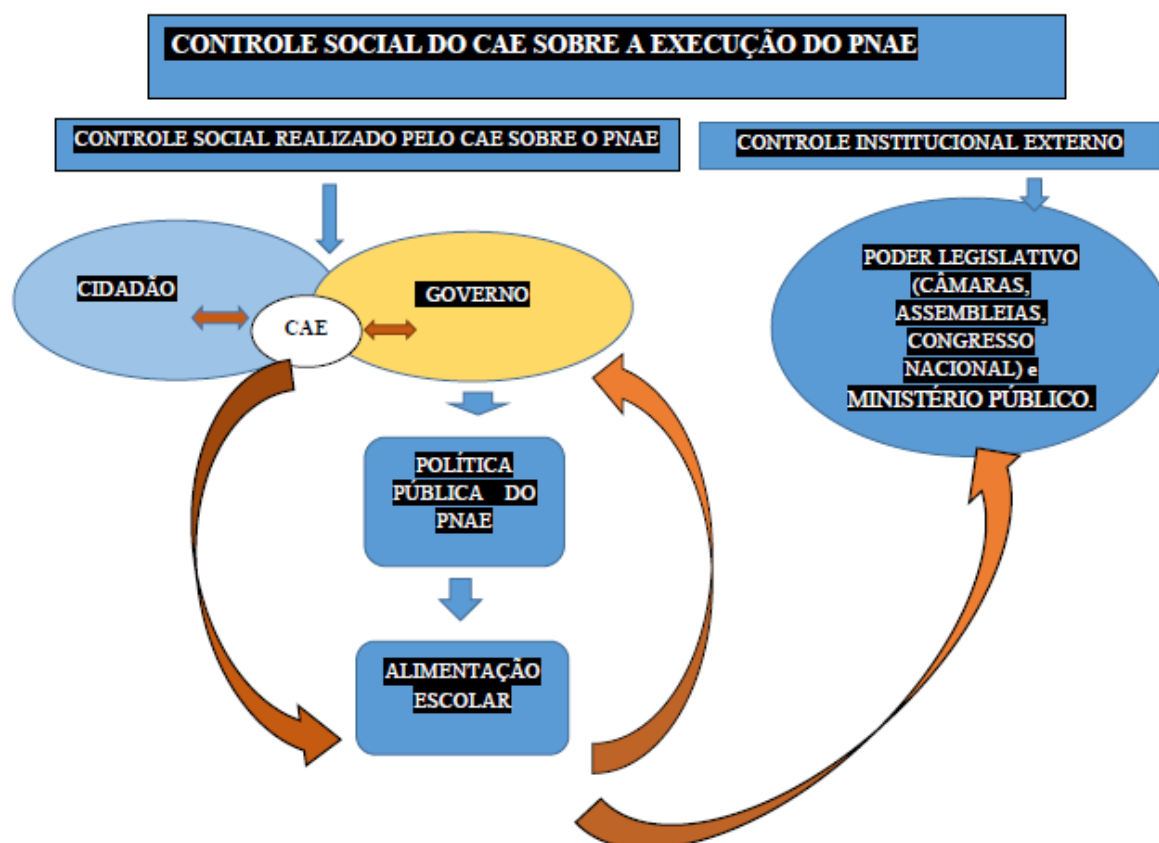 CONTROLE SOCIAL DO CAE SOBRE A EXECUÇÃO DO PNAE
CONTROLE SOCIAL REALIZADO PELO CAE SOBRE O PNAE
CONTROLE INSTITUCIONAL EXTERNO
CIDADÃO
CAE
GOVERNO
PODER LEGISLATIVO
(CÂMARAS,
ASSEMBLEIAS,
CONGRESSO
NACIONAL) e
MINISTÉRIO PÚBLICO.
POLÍTICA
PÚBLICA DO
PNAE
ALIMENTAÇÃO
ESCOLAR